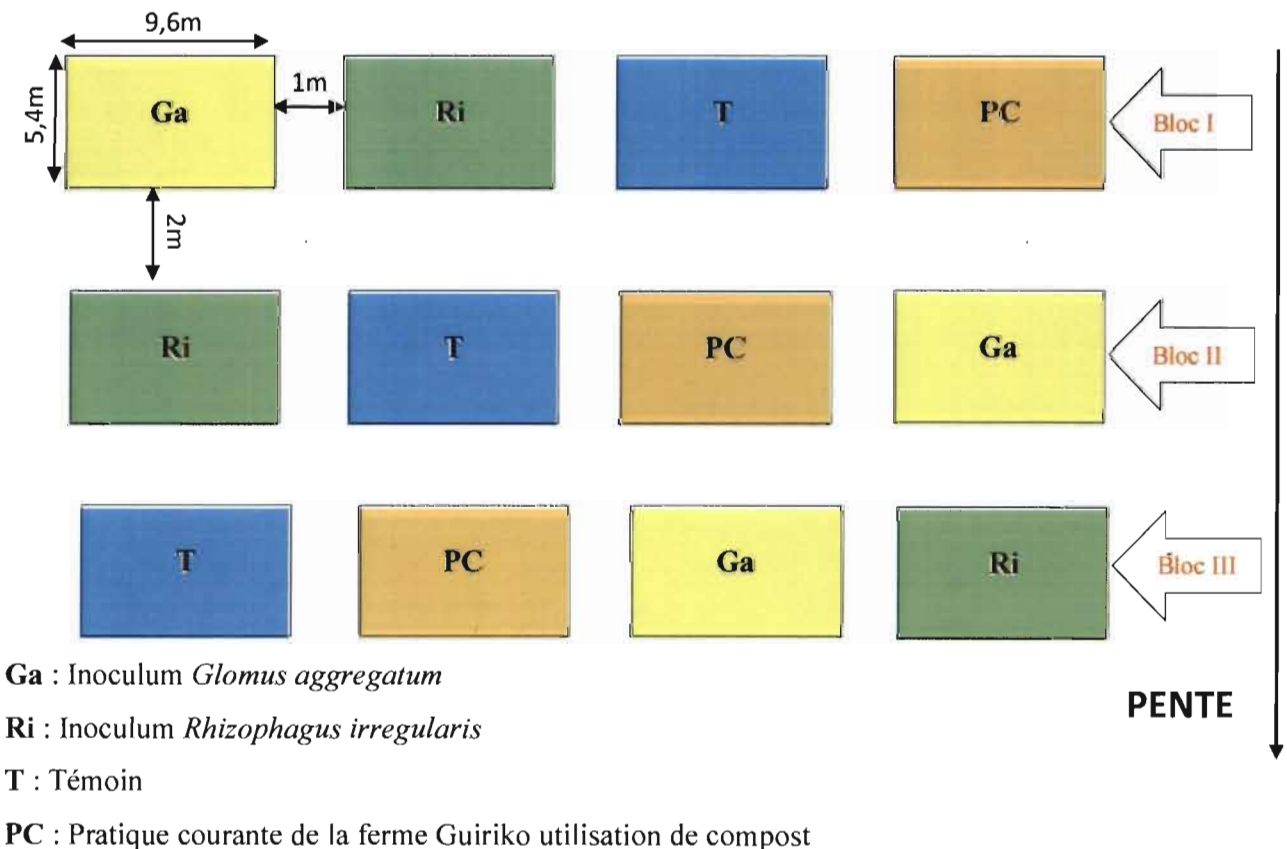 9,6m
5,4m
1m
Ga
Ri
T
PC
Bloc I
2m
Ri
T
PC
Ga
Bloc II
T
PC
Ga
Ri
Bloc III
Ga : Inoculum Glomus aggregatum
PENTE
Ri : Inoculum Rhizophagus irregularis
T : Témoin
PC : Pratique courante de la ferme Guiriko utilisation de compost